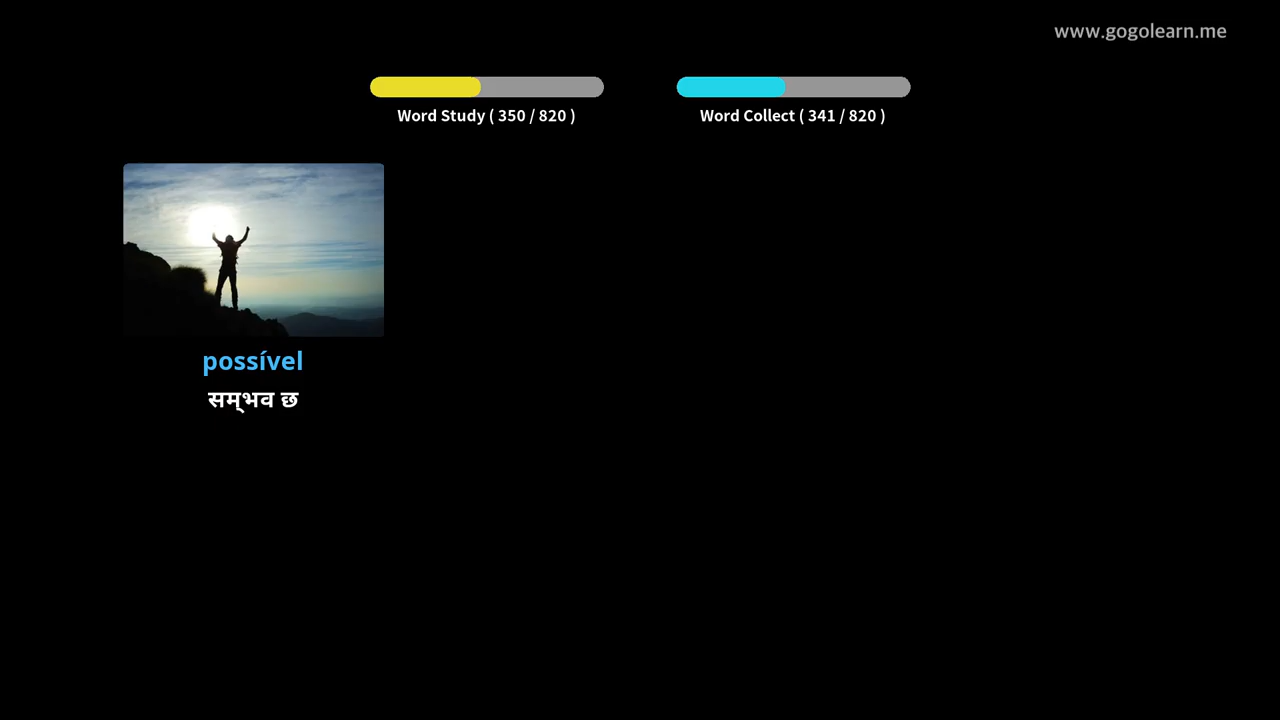 www.gogolearn.me
Word Study ( 350 / 820 )
Word Collect ( 341 / 820 )
possível
सम्भव छ